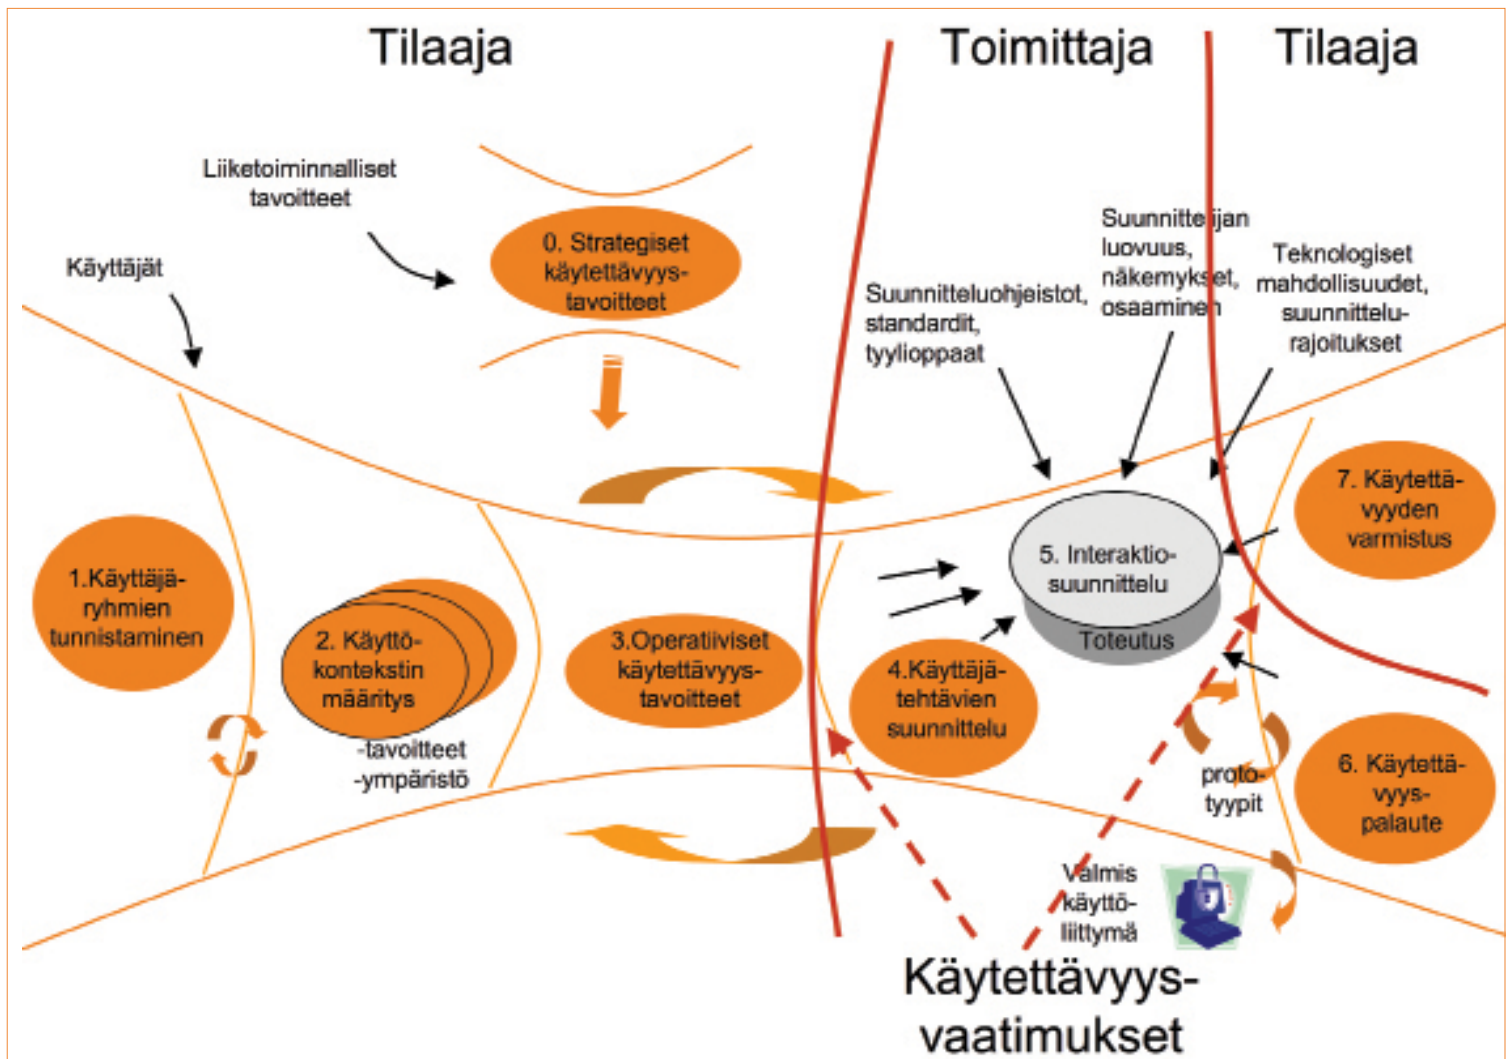 Tilaaja
Toimittaja
Tilaaja
Liiketoiminnalliset
tavoitteet
Käyttäjät
0. Strategiset
käytettävyys-
tavoitteet
Suunnitteluohjeistot,
standardit,
tyylioppaat
Suunnittelijan
luovuus,
näkemykset,
osaaminen
Teknologiset
mahdollisuudet,
suunnittelu-
rajoitukset
1.Käyttäjä-
ryhmien
tunnistaminen
2. Käyttö-
kontekstin
määritys
-tavoitteet
-ympäristö
3.Operatiiviset
käytettävyys-
tavoitteet
4.Käyttäjä-
tehtävien
suunnittelu
5. Interaktio-
suunnittelu
Toteutus
7. Käytettä-
vyyden
varmistus
6. Käytettä-
vyys-
palaute
proto-
tyypit
Valmis
käyttö-
liittymä
Käytettävyys-
vaatimukset